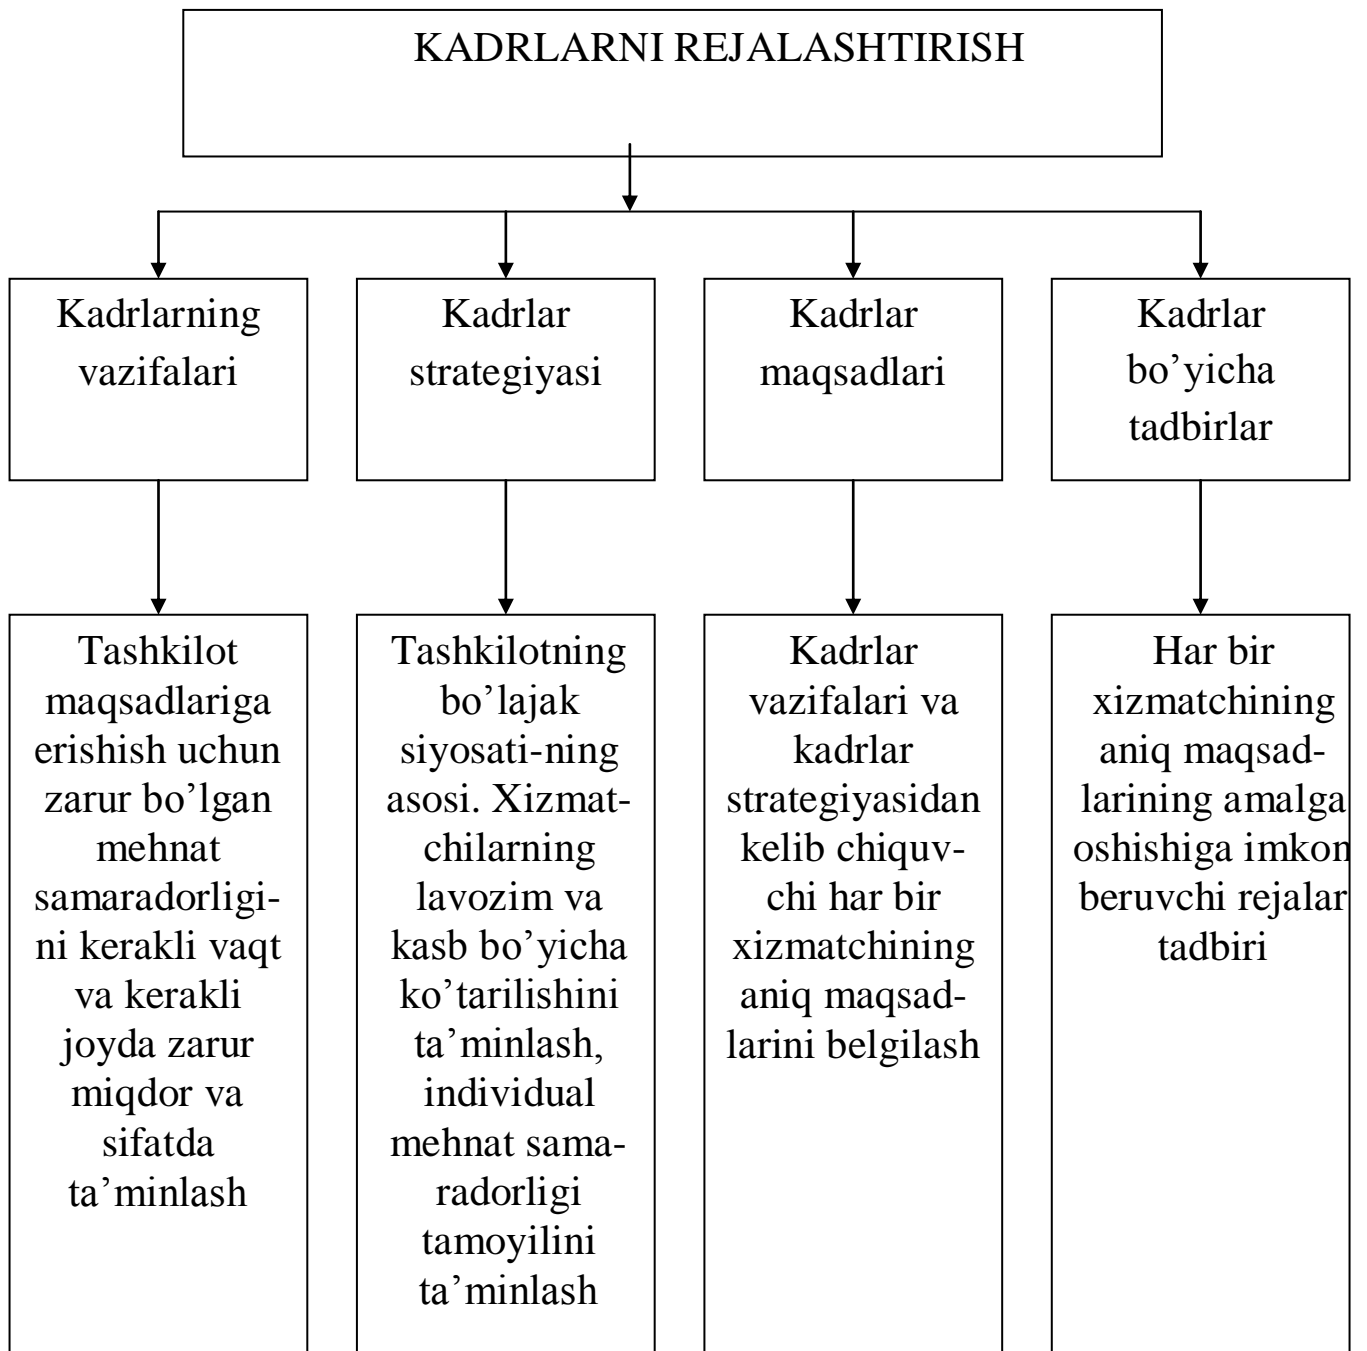 KADRLARNI REJALASHTIRISH
Kadrlarning
vazifalari
Kadrlar
strategiyasi
Kadrlar
maqsadlari
Kadrlar
bo’yicha
tadbirlar
Tashkilot
maqsadlariga
erishish uchun
zarur bo’lgan
mehnat
samaradorligi-
ni kerakli vaqt
va kerakli
joyda zarur
miqdor va
sifatda
ta’minlash
Tashkilotning
bo’lajak
siyosati-ning
asosi. Xizmat-
chilarning
lavozim va
kasb bo’yicha
ko’tarilishini
ta’minlash,
individual
mehnat sama-
radorligi
tamoyilini
ta’minlash
Kadrlar
vazifalari va
kadrlar
strategiyasidan
kelib chiquv-
chi har bir
xizmatchining
aniq maqsad-
larini belgilash
Har bir
xizmatchining
aniq maqsad-
larining amalga
oshishiga imkon
beruvchi rejalar
tadbiri